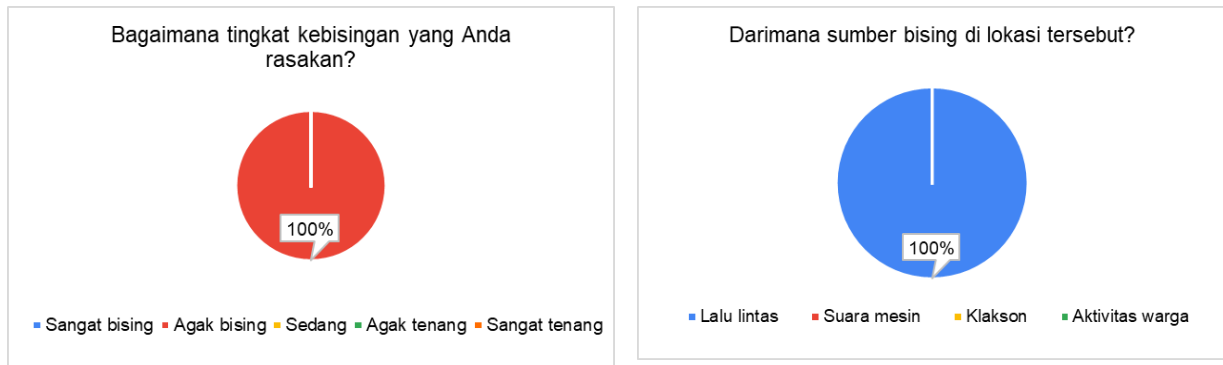 Bagaimana tingkat kebisingan yang Anda
rasakan?
100%
Sangat bising Agak bising Sedang Agak tenang Sangat tenang
Darimana sumber bising di lokasi tersebut?
100%
Lalu lintas Suara mesin Klakson Aktivitas warga